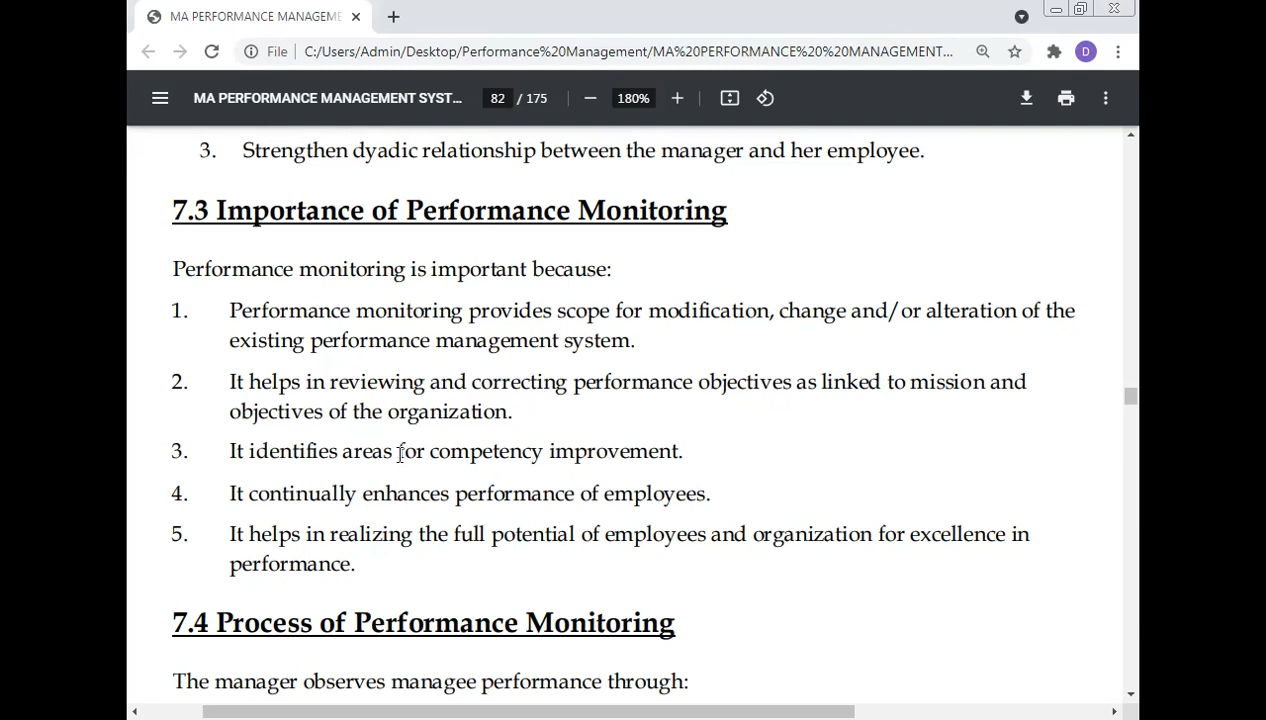 MA PERFORMANCE MANAGEME
File
C:/Users/Admin/Desktop/Performance%20Management/MA%20PERFORMANCE%20%20MANAGEMENT...
D
MA PERFORMANCE MANAGEMENT SYST...
82 / 175
180%
3. Strengthen dyadic relationship between the manager and her employee.
7.3 Importance of Performance Monitoring
Performance monitoring is important because:
1. Performance monitoring provides scope for modification, change and/or alteration of the
existing performance management system.
2. It helps in reviewing and correcting performance objectives as linked to mission and
objectives of the organization.
3. It identifies areas for competency improvement.
4. It continually enhances performance of employees.
5. It helps in realizing the full potential of employees and organization for excellence in
performance.
7.4 Process of Performance Monitoring
The manager observes managee performance through: